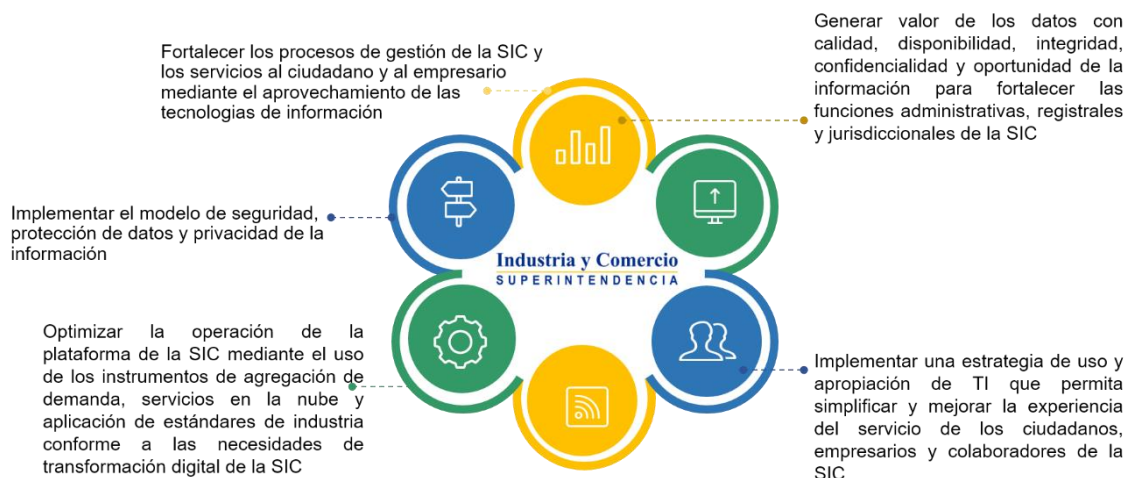 Fortalecer los procesos de gestión de la SIC y
los servicios al ciudadano y al empresario
mediante el aprovechamiento de las
tecnologías de información
Generar valor de los datos con
calidad, disponibilidad, integridad,
confidencialidad y oportunidad de la
información para fortalecer las
funciones administrativas, registrales
y jurisdiccionales de la SIC
Implementar el modelo de seguridad,
protección de datos y privacidad de la
información
Industria y Comercio
SUPERINTENDENCIA
Optimizar la operación de la
plataforma de la SIC mediante el uso
de los instrumentos de agregación de
demanda, servicios en la nube y
aplicación de estándares de industria
conforme a las necesidades de
transformación digital de la SIC
Implementar una estrategia de uso y
apropiación de TI que permita
simplificar y mejorar la experiencia
del servicio de los ciudadanos,
empresarios y colaboradores de la
SIC